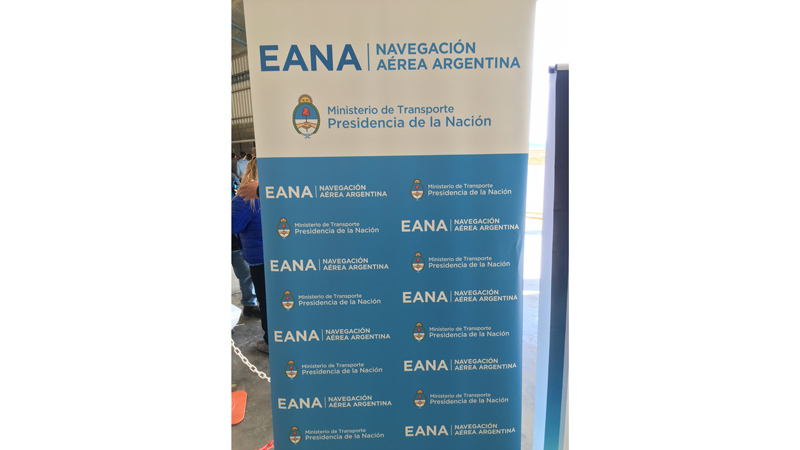 EANA NAVEGACIÓN
AÉREA ARGENTINA
Ministerio de Transporte
Presidencia de la Nación
EANA NAVEGACIÓN
AÉREA ARGENTINA
Ministerio de Transporte
Presidencia de la Nación
Ministerio de Transporte
Presidencia de la Nación
EANA NAVEGACIÓN
AÉREA ARGENTINA
EANA NAVEGACIÓN
AÉREA ARGENTINA
Ministerio de Transporte
Presidencia de la Nación
Ministerio de Transporte
Presidencia de la Nación
EANA NAVEGACIÓN
AÉREA ARGENTINA
EANA NAVEGACIÓN
AÉREA ARGENTINA
Ministerio de Transporte
Presidencia de la Nación
Ministerio de Transporte
Presidencia de la Nación
EANA NAVEGACIÓN
AÉREA ARGENTINA
EANA NAVEGACIÓN
AÉREA ARGENTINA
Ministerio de Transporte
Presidencia de la Nación
Ministerio de Transporte
Presidencia de la Nación
EANA NAVEGACIÓN
AÉREA ARGENTINA